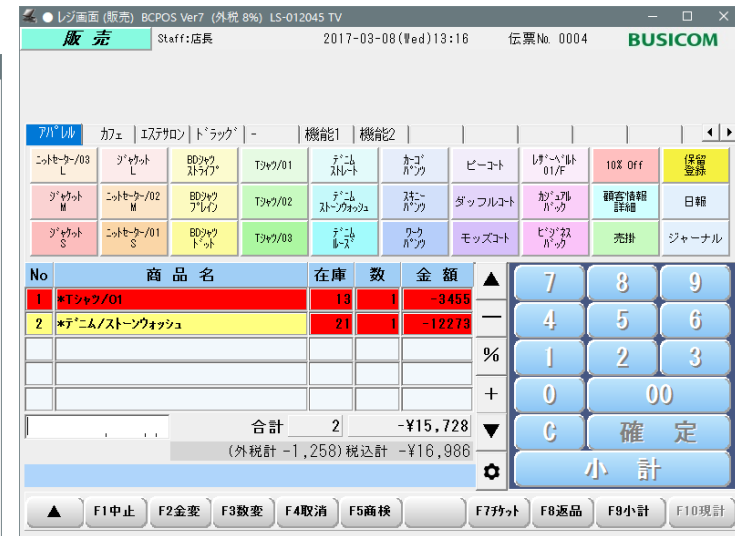 レジ画面 (販売) BCPOS Ver7 (外税 8%) LS-012045 TV
販 売 Staff:店長 2017-03-08(Wed)13:16 伝票№ 0004 BUSICOM
アパレル カフェ エステサロン ドラッグ - 機能1 機能2
ニットセーター/03 L ジャケット L BDシャツ ストライプ Tシャツ/01 デニム ストレート カーゴ パンツ ピーコート レザーベルト 01/F 10% Off 保留 登録
ジャケット M ニットセーター/02 M BDシャツ プレイン Tシャツ/02 デニム ストーンウォッシュ スキニー パンツ ダッフルコート カジュアル バック 顧客情報 詳細 日報
ジャケット S ニットセーター/01 S BDシャツ ドット Tシャツ/03 デニム ルーズ ワーク パンツ モッズコート ビジネス バック 売掛 ジャーナル
No 商 品 名 在庫 数 金 額 ▲ 7 8 9
1 *Tシャツ/01 13 1 -3455
2 *デニム/ストーンウォッシュ 21 1 -12273 — 4 5 6
% 1 2 3
+ 0 00
合計 2 -¥15,728 ▼ C 確 定
(外税計 -1,258)税込計 -¥16,986
小 計
▲ F1中止 F2金変 F3数変 F4取消 F5商検 F7チケット F8返品 F9小計 F10現計